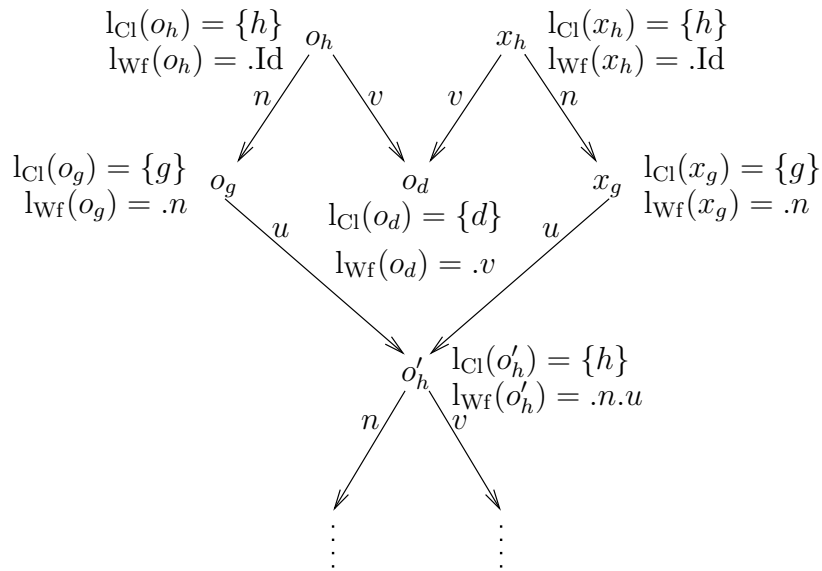 l_Cl(o_h) = {h} o_h x_h l_Cl(x_h) = {h}
l_Wf(o_h) = .Id l_Wf(x_h) = .Id
n v v n
l_Cl(o_g) = {g} o_g o_d x_g l_Cl(x_g) = {g}
l_Wf(o_g) = .n l_Cl(o_d) = {d} l_Wf(x_g) = .n
u u
l_Wf(o_d) = .v
o'_h l_Cl(o'_h) = {h}
l_Wf(o'_h) = .n.u
n v